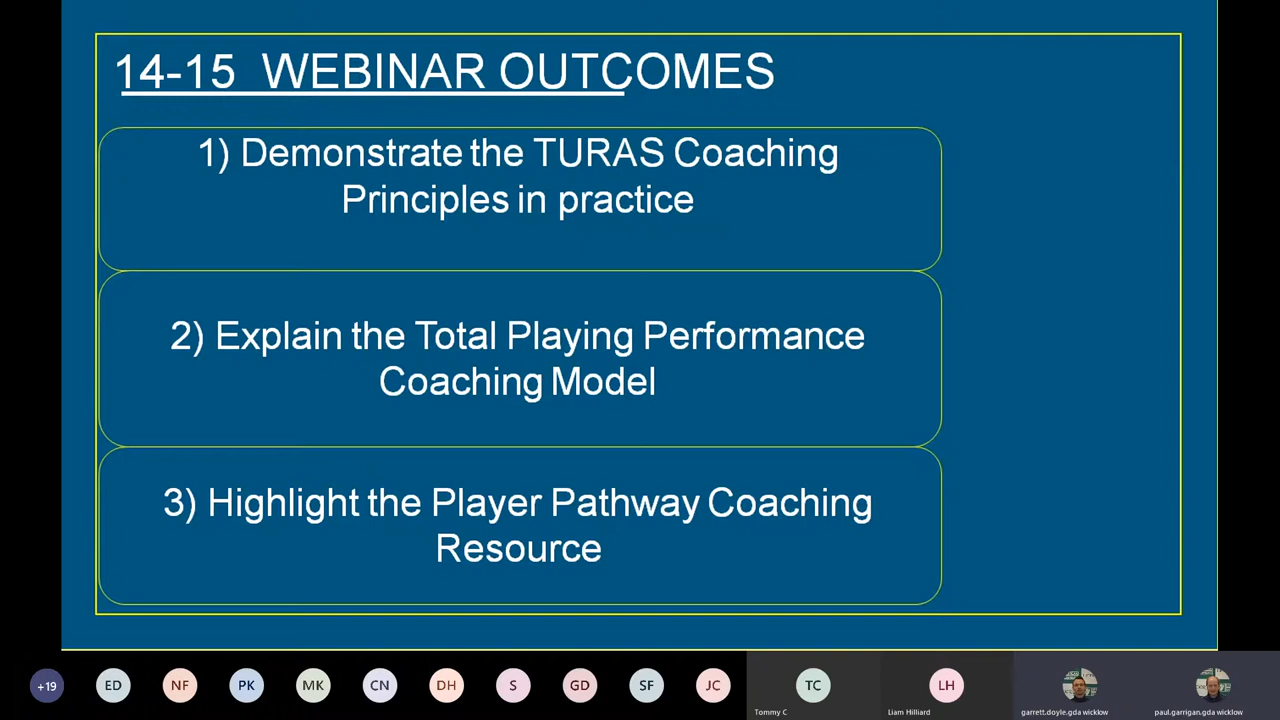 14-15 WEBINAR OUTCOMES
1) Demonstrate the TURAS Coaching
Principles in practice
2) Explain the Total Playing Performance
Coaching Model
3) Highlight the Player Pathway Coaching
Resource
+19
ED
NF
PK
MK
CN
DH
S
GD
SF
JC
TC
LH
Tommy C
Liam Hilliard
garrett.doyle.gda wicklow
paul.garrigan.gda wicklow